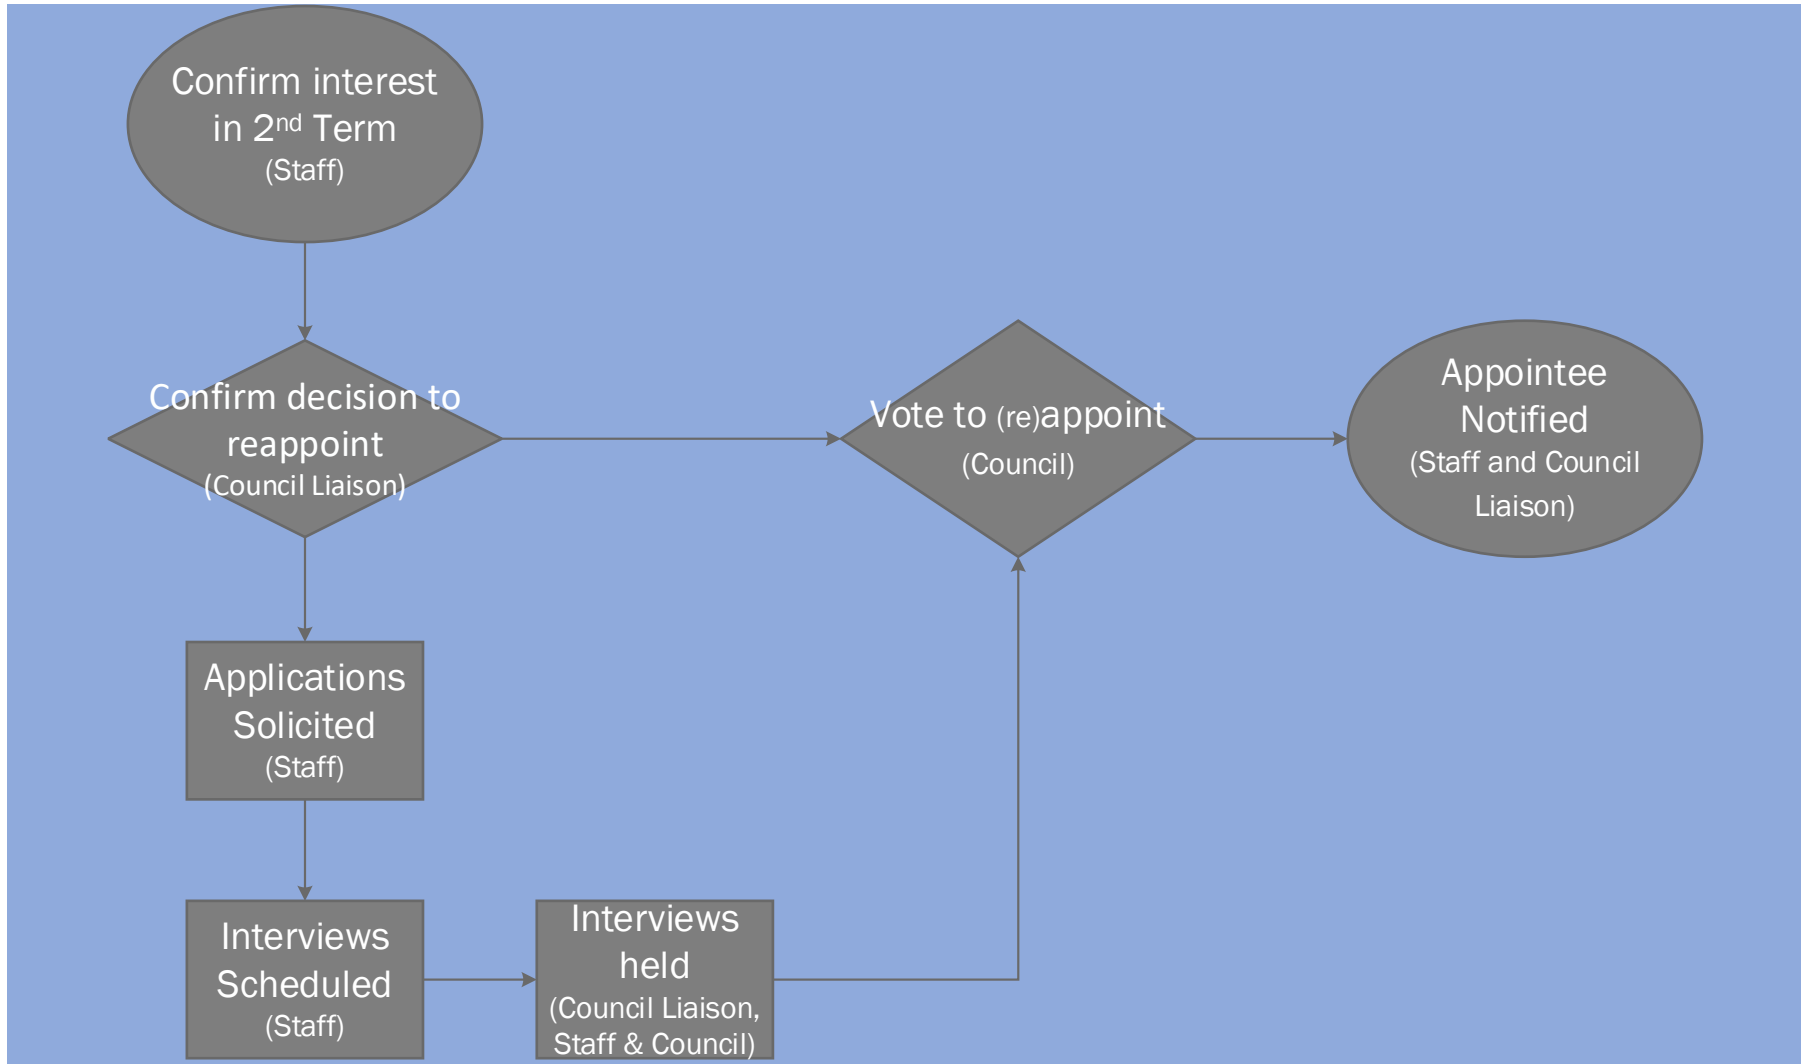 Confirm interest
in 2nd Term
(Staff)
Confirm decision to
reappoint
(Council Liaison)
Vote to (re)appoint
(Council)
Appointee
Notified
(Staff and Council
Liaison)
Applications
Solicited
(Staff)
Interviews
Scheduled
(Staff)
Interviews
held
(Council Liaison,
Staff & Council)